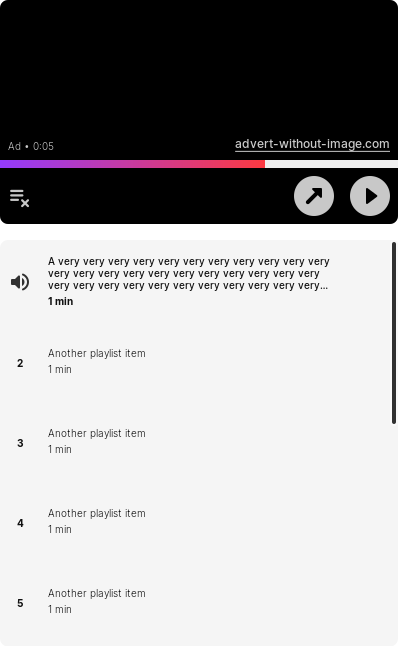 Ad • 0:05
advert-without-image.com
A very very very very very very very very very very very
very very very very very very very very very very very
very very very very very very very very very very very...
1 min
2
Another playlist item
1 min
3
Another playlist item
1 min
4
Another playlist item
1 min
5
Another playlist item
1 min